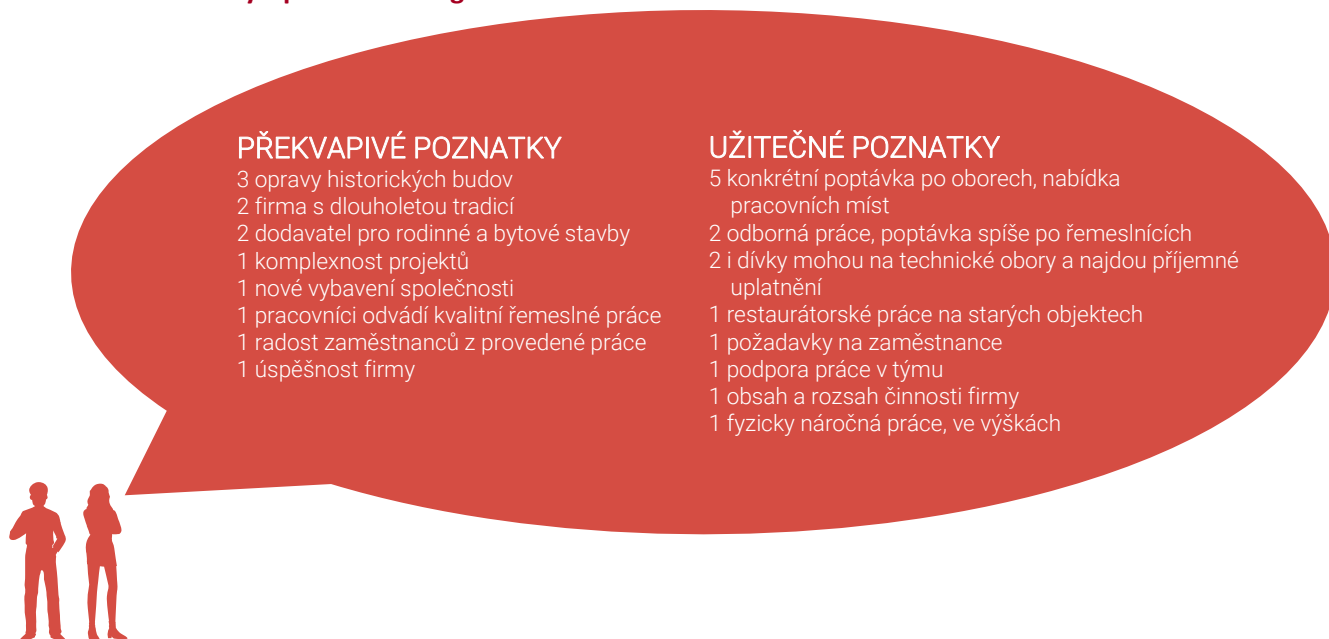 PŘEKVAPIVÉ POZNATKY
3 opravy historických budov
2 firma s dlouholetou tradicí
2 dodavatel pro rodinné a bytové stavby
1 komplexnost projektů
1 nové vybavení společnosti
1 pracovníci odvádí kvalitní řemeslné práce
1 radost zaměstnanců z provedené práce
1 úspěšnost firmy
UŽITEČNÉ POZNATKY
5 konkrétní poptávka po oborech, nabídka
pracovních míst
2 odborná práce, poptávka spíše po řemeslnících
2 i dívky mohou na technické obory a najdou příjemné
uplatnění
1 restaurátorské práce na starých objektech
1 požadavky na zaměstnance
1 podpora práce v týmu
1 obsah a rozsah činnosti firmy
1 fyzicky náročná práce, ve výškách